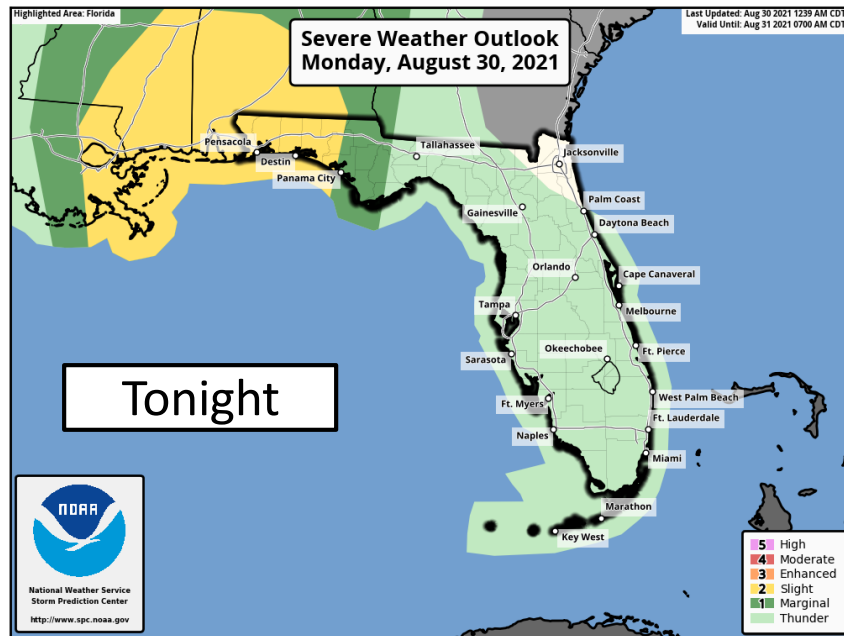 Highlighted Area: Florida
Last Updated: Aug 30 2021 1239 AM CDT
Valid Until: Aug 31 2021 0700 AM CDT
Severe Weather Outlook
Monday, August 30, 2021
Pensacola
Destin
Panama City
Tallahassee
Jacksonville
Gainesville
Palm Coast
Daytona Beach
Orlando
Cape Canaveral
Tampa
Melbourne
Sarasota
Okeechobee
Ft. Pierce
Ft. Myers
West Palm Beach
Naples
Ft. Lauderdale
Miami
Marathon
Key West
Tonight
NOAA
National Weather Service
Storm Prediction Center
http://www.spc.noaa.gov
5 High
4 Moderate
3 Enhanced
2 Slight
1 Marginal
Thunder